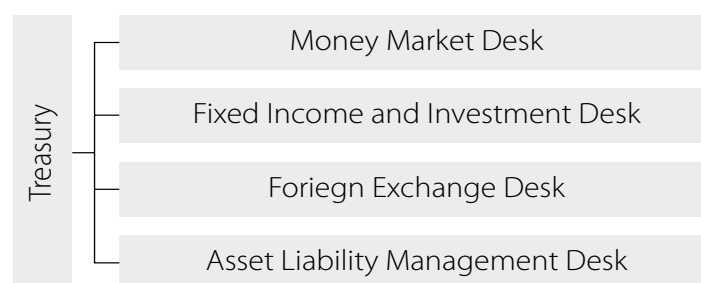 Treasury
Money Market Desk
Fixed Income and Investment Desk
Foriegn Exchange Desk
Asset Liability Management Desk